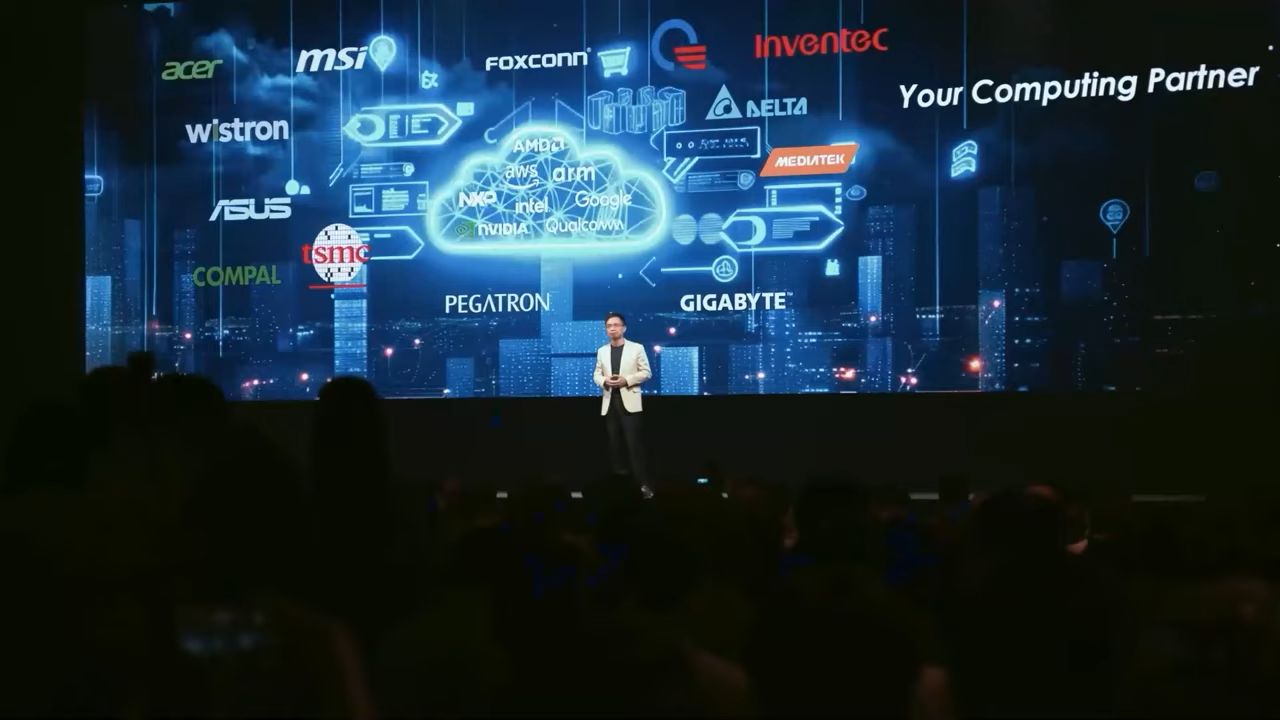 acer
msi
FOXCONN
Inventec
Your Computing Partner
wistron
DELTA
AMD
MEDIATEK
aws
arm
ASUS
NXP
intel
Google
NVIDIA
Qualcomm
tsmc
COMPAL
PEGATRON
GIGABYTE